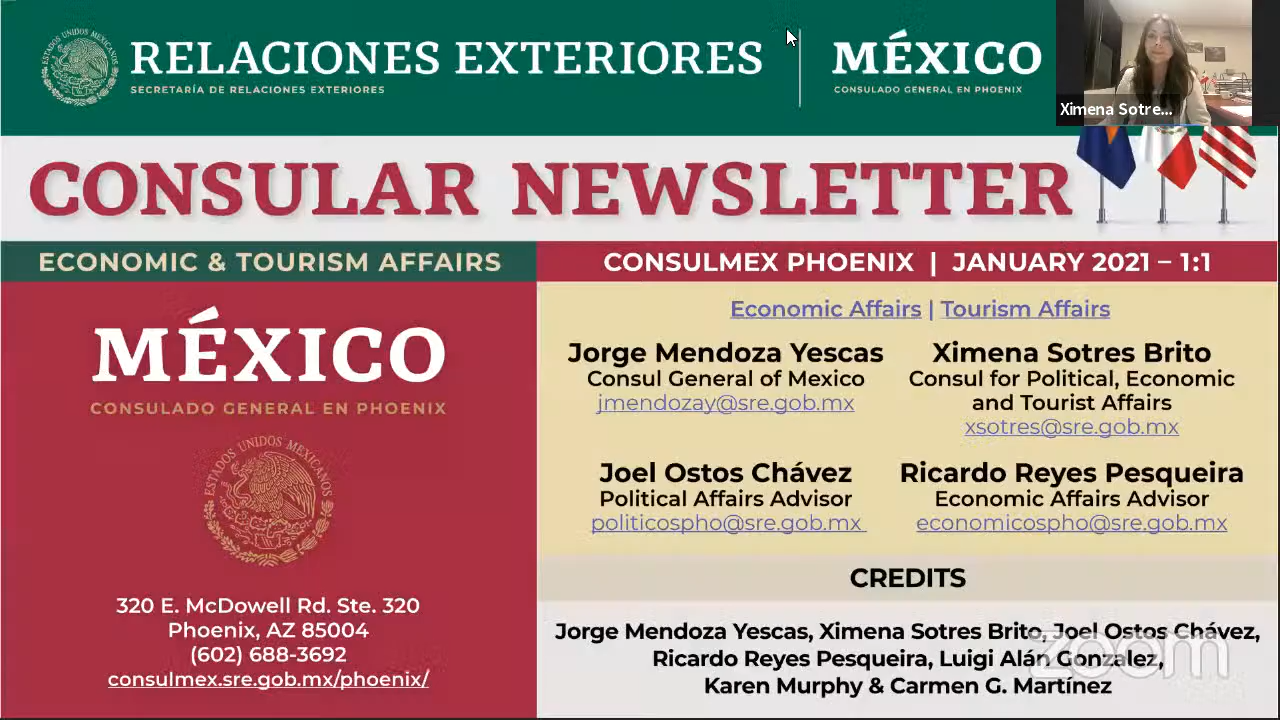 ESTADOS UNIDOS MEXICANOS
RELACIONES EXTERIORES
SECRETARÍA DE RELACIONES EXTERIORES
MÉXICO
CONSULADO GENERAL EN PHOENIX
Ximena Sotre...
CONSULAR NEWSLETTER
ECONOMIC & TOURISM AFFAIRS
CONSULMEX PHOENIX | JANUARY 2021 – 1:1
MÉXICO
CONSULADO GENERAL EN PHOENIX
ESTADOS UNIDOS MEXICANOS
320 E. McDowell Rd. Ste. 320
Phoenix, AZ 85004
(602) 688-3692
consulmex.sre.gob.mx/phoenix/
Economic Affairs | Tourism Affairs
Jorge Mendoza Yescas
Consul General of Mexico
jmendozay@sre.gob.mx
Ximena Sotres Brito
Consul for Political, Economic
and Tourist Affairs
xsotres@sre.gob.mx
Joel Ostos Chávez
Political Affairs Advisor
politicospho@sre.gob.mx
Ricardo Reyes Pesqueira
Economic Affairs Advisor
economicospho@sre.gob.mx
CREDITS
Jorge Mendoza Yescas, Ximena Sotres Brito, Joel Ostos Chávez,
Ricardo Reyes Pesqueira, Luigi Alán Gonzalez,
Karen Murphy & Carmen G. Martínez
zoom